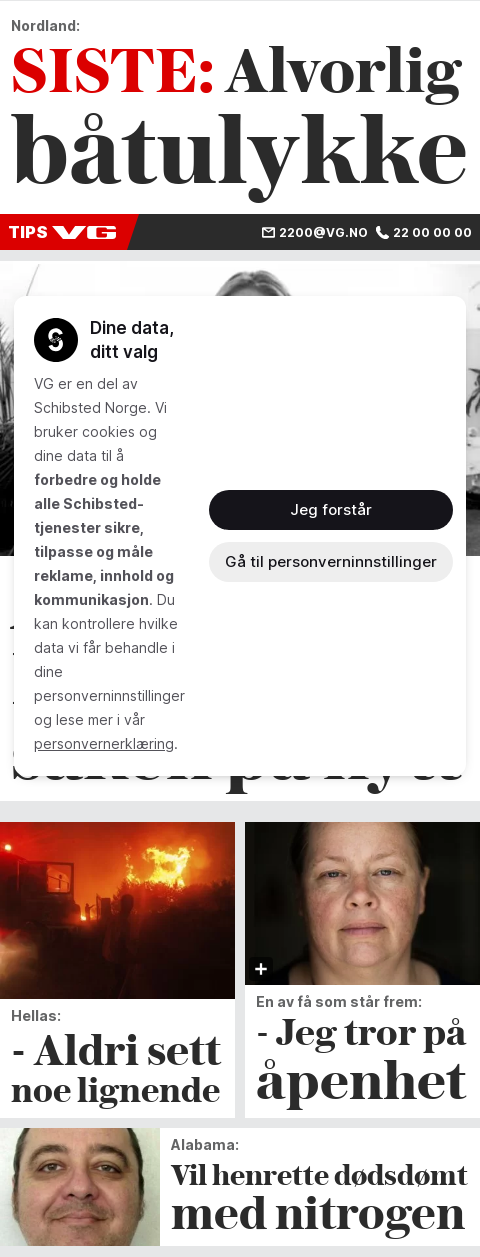 Nordland:
SISTE: Alvorlig
båtulykke
TIPS VG
2200@VG.NO 22 00 00 00
Dine data,
ditt valg
VG er en del av
Schibsted Norge. Vi
bruker cookies og
dine data til å
forbedre og holde
alle Schibsted-
tjenester sikre,
tilpasse og måle
reklame, innhold og
kommunikasjon. Du
kan kontrollere hvilke
data vi får behandle i
dine
personverninnstillinger
og lese mer i vår
personvernerklæring.
Jeg forstår
Gå til personverninnstillinger
saken på nytt
Hellas:
- Aldri sett
noe lignende
En av få som står frem:
- Jeg tror på
åpenhet
Alabama:
Vil henrette dødsdømt
med nitrogen